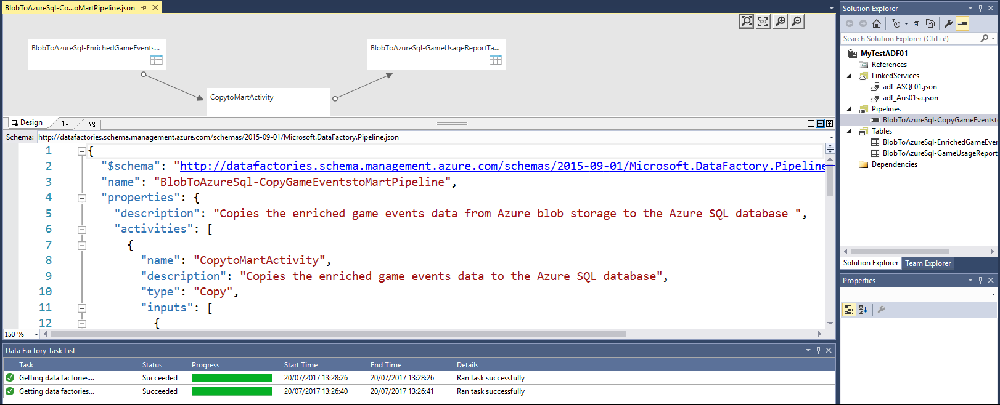 BlobToAzureSql-Co...oMartPipeline.json
BlobToAzureSql-EnrichedGameEvents...
BlobToAzureSql-GameUsageReportTa...
CopytoMartActivity
100
Design
Schema: http://datafactories.schema.management.azure.com/schemas/2015-09-01/Microsoft.DataFactory.Pipeline.json
1 {
2 "$schema": "http://datafactories.schema.management.azure.com/schemas/2015-09-01/Microsoft.DataFactory.Pipeline
3 "name": "BlobToAzureSql-CopyGameEventstoMartPipeline",
4 "properties": {
5 "description": "Copies the enriched game events data from Azure blob storage to the Azure SQL database ",
6 "activities": [
7 {
8 "name": "CopytoMartActivity",
9 "description": "Copies the enriched game events data to the Azure SQL database",
10 "type": "Copy",
11 "inputs": [
12 {
150 %
Data Factory Task List
Task Status Progress Start Time End Time Details
Getting data factories... Succeeded 20/07/2017 13:28:26 20/07/2017 13:28:26 Ran task successfully
Getting data factories... Succeeded 20/07/2017 13:26:40 20/07/2017 13:26:41 Ran task successfully
Solution Explorer
Search Solution Explorer (Ctrl+è)
MyTestADF01
References
LinkedServices
adf_ASQL01.json
adf_Aus01sa.json
Pipelines
BlobToAzureSql-CopyGameEventst
Tables
BlobToAzureSql-EnrichedGameEver
BlobToAzureSql-GameUsageReport
Dependencies
Solution Explorer Team Explorer
Properties